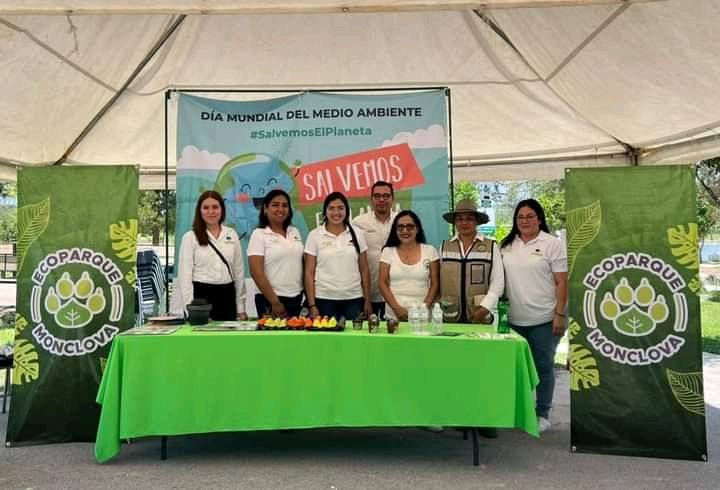 DÍA MUNDIAL DEL MEDIO AMBIENTE
#SalvemosElPlaneta
SALVEMOS
ECOPARQUE
MONCLOVA
ECOPARQUE
MONCLOVA